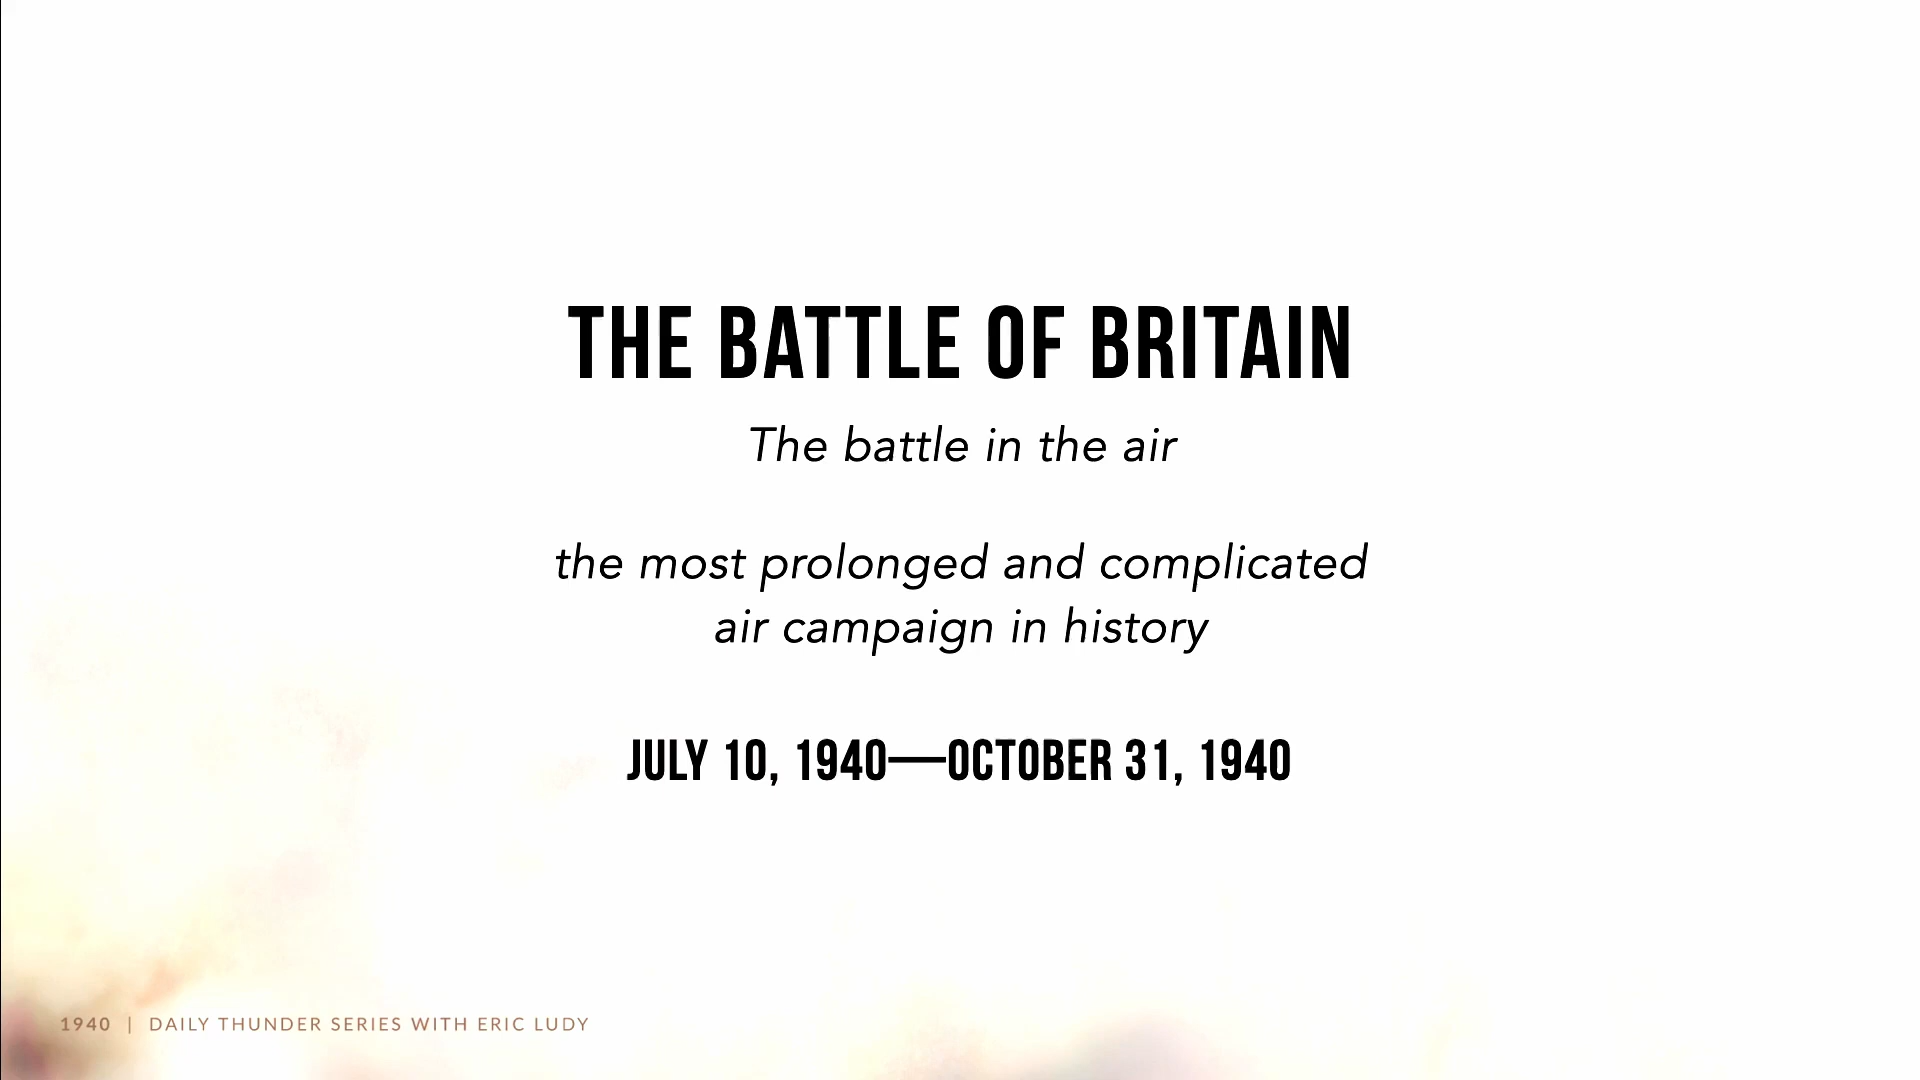 THE BATTLE OF BRITAIN
The battle in the air
the most prolonged and complicated
air campaign in history
JULY 10, 1940—OCTOBER 31, 1940
1940 | DAILY THUNDER SERIES WITH ERIC LUDY